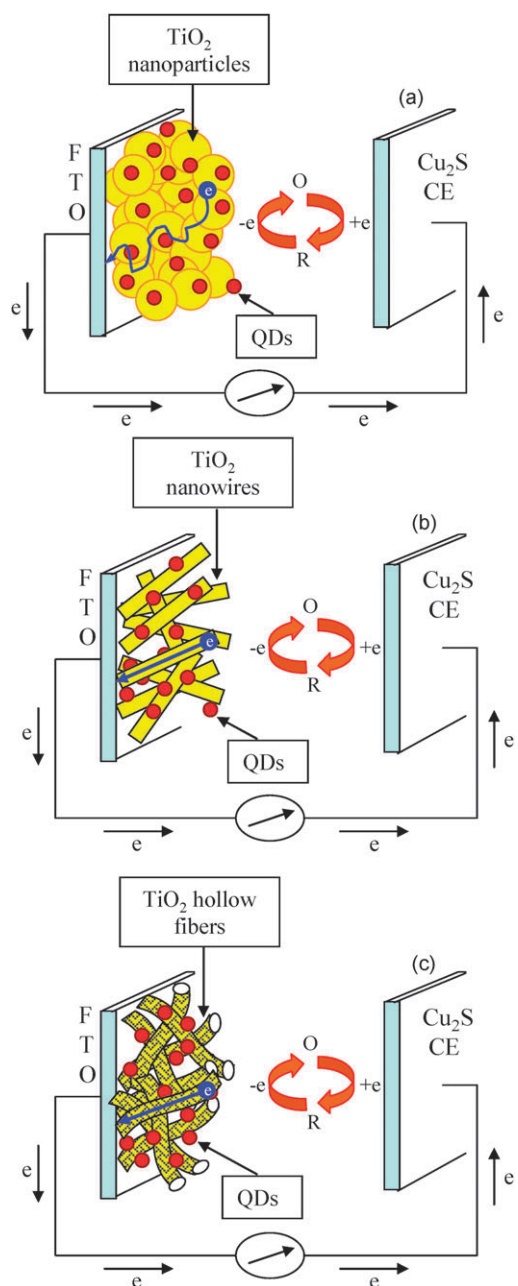 TiO₂
nanoparticles
(a)
F
T
O
e
O
-e
+e
R
Cu₂S
CE
e
QDs
e
e
e
TiO₂
nanowires
(b)
F
T
O
e
O
-e
+e
R
Cu₂S
CE
e
QDs
e
e
e
TiO₂ hollow
fibers
(c)
F
T
O
e
O
-e
+e
R
Cu₂S
CE
e
QDs
e
e
e